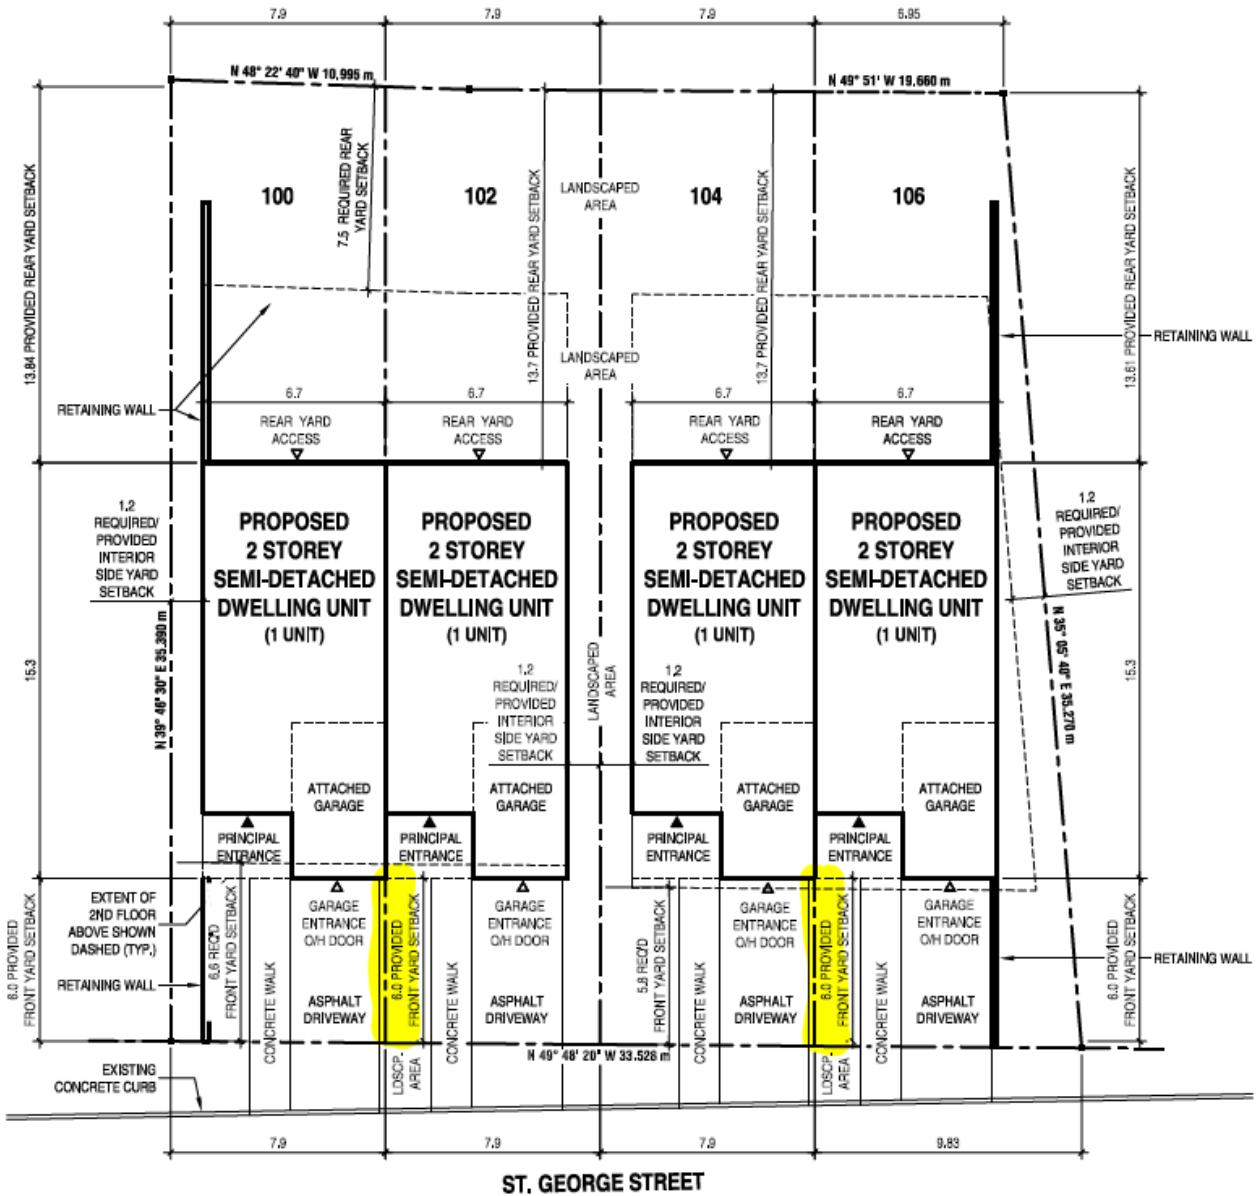 7.9
7.9
7.9
6.95
N 48° 22' 40" W 10.995 m
N 49° 51' W 19.660 m
13.84 PROVIDED REAR YARD SETBACK
7.5 REQUIRED REAR
YARD SETBACK
100
102
104
106
LANDSCAPED
AREA
13.7 PROVIDED REAR YARD SETBACK
13.7 PROVIDED REAR YARD SETBACK
13.61 PROVIDED REAR YARD SETBACK
RETAINING WALL
LANDSCAPED
AREA
RETAINING WALL
6.7
6.7
6.7
6.7
REAR YARD
ACCESS
REAR YARD
ACCESS
REAR YARD
ACCESS
REAR YARD
ACCESS
1.2
REQUIRED/
PROVIDED
INTERIOR
SIDE YARD
SETBACK
PROPOSED
2 STOREY
SEMI-DETACHED
DWELLING UNIT
(1 UNIT)
PROPOSED
2 STOREY
SEMI-DETACHED
DWELLING UNIT
(1 UNIT)
PROPOSED
2 STOREY
SEMI-DETACHED
DWELLING UNIT
(1 UNIT)
PROPOSED
2 STOREY
SEMI-DETACHED
DWELLING UNIT
(1 UNIT)
1.2
REQUIRED/
PROVIDED
INTERIOR
SIDE YARD
SETBACK
N 39° 46' 30" E 35.390 m
15.3
1.2
REQUIRED/
PROVIDED
INTERIOR
SIDE YARD
SETBACK
LANDSCAPED
AREA
1.2
REQUIRED/
PROVIDED
INTERIOR
SIDE YARD
SETBACK
N 35° 05' 40" E 35.270 m
15.3
ATTACHED
GARAGE
ATTACHED
GARAGE
ATTACHED
GARAGE
ATTACHED
GARAGE
PRINCIPAL
ENTRANCE
PRINCIPAL
ENTRANCE
PRINCIPAL
ENTRANCE
PRINCIPAL
ENTRANCE
6.0 PROVIDED
FRONT YARD SETBACK
EXTENT OF
2ND FLOOR
ABOVE SHOWN
DASHED (TYP.)
RETAINING WALL
6.6 REQ'D
FRONT YARD SETBACK
CONCRETE WALK
GARAGE
ENTRANCE
O/H DOOR
ASPHALT
DRIVEWAY
6.0 PROVIDED
FRONT YARD SETBACK
CONCRETE WALK
GARAGE
ENTRANCE
O/H DOOR
ASPHALT
DRIVEWAY
5.8 REQ'D
FRONT YARD SETBACK
CONCRETE WALK
GARAGE
ENTRANCE
O/H DOOR
ASPHALT
DRIVEWAY
6.0 PROVIDED
FRONT YARD SETBACK
CONCRETE WALK
GARAGE
ENTRANCE
O/H DOOR
ASPHALT
DRIVEWAY
RETAINING WALL
6.0 PROVIDED
FRONT YARD SETBACK
N 49° 48' 20" W 33.528 m
LDSCP.
AREA
LDSCP.
AREA
EXISTING
CONCRETE CURB
7.9
7.9
7.9
9.83
ST. GEORGE STREET